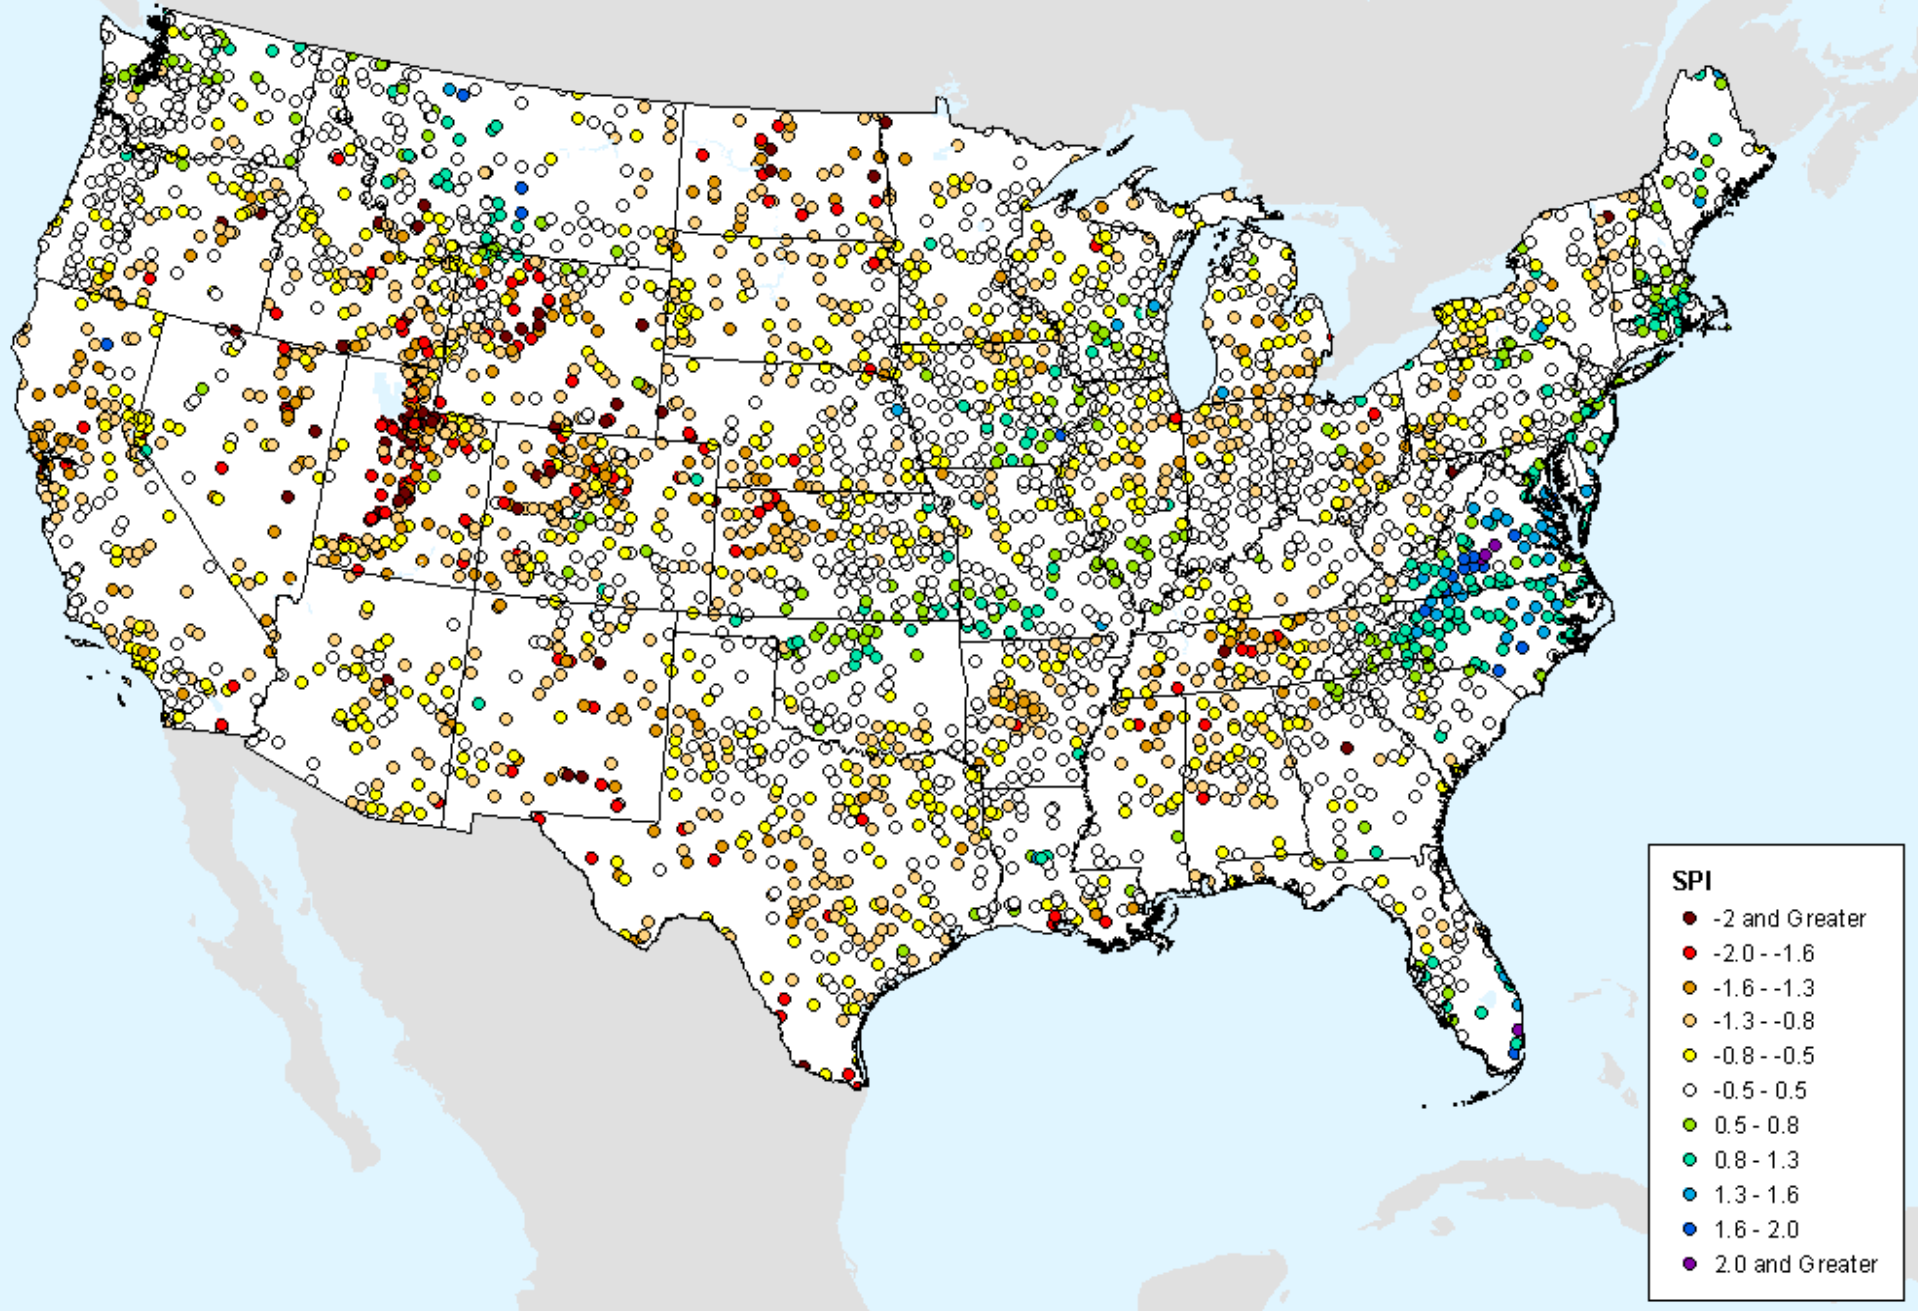 SPI
-2 and Greater
-2.0 - -1.6
-1.6 - -1.3
-1.3 - -0.8
-0.8 - -0.5
-0.5 - 0.5
0.5 - 0.8
0.8 - 1.3
1.3 - 1.6
1.6 - 2.0
2.0 and Greater